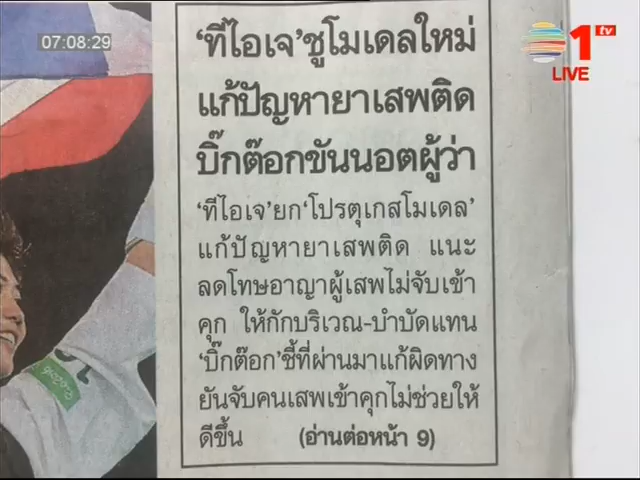 07:08:29
1 tv
LIVE
'ทีไอเจ'ชูโมเดลใหม่
แก้ปัญหายาเสพติด
บิ๊กต๊อกขันนอตผู้ว่า
'ทีไอเจ'ยก'โปรตุเกสโมเดล'
แก้ปัญหายาเสพติด แนะ
ลดโทษอาญาผู้เสพไม่จับเข้า
คุก ให้กักบริเวณ-บำบัดแทน
'บิ๊กต๊อก'ชี้ที่ผ่านมาแก้ผิดทาง
ยันจับคนเสพเข้าคุกไม่ช่วยให้
ดีขึ้น (อ่านต่อหน้า 9)